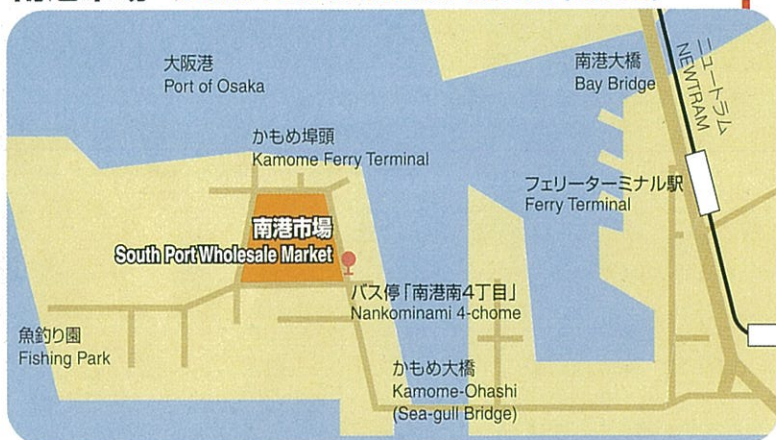 大阪港
Port of Osaka
南港大橋
Bay Bridge
ニュートラム
NEWTRAM
かもめ埠頭
Kamome Ferry Terminal
フェリーターミナル駅
Ferry Terminal
南港市場
South Port Wholesale Market
バス停「南港南4丁目」
Nankominami 4-chome
魚釣り園
Fishing Park
かもめ大橋
Kamome-Ohashi
(Sea-gull Bridge)